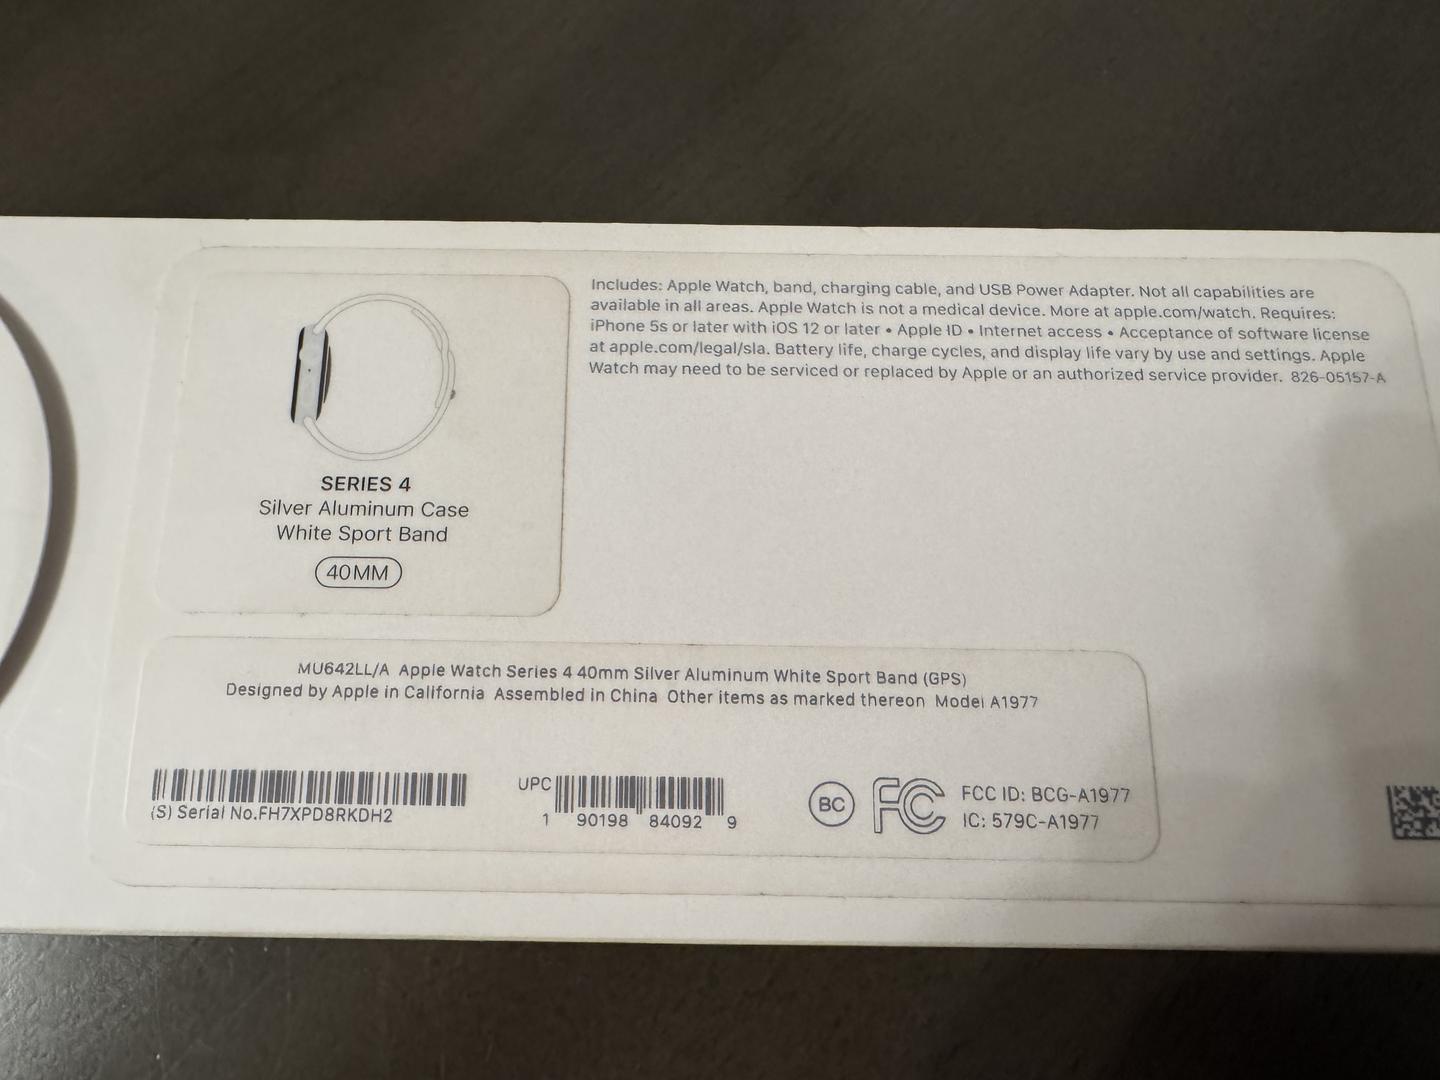 Includes: Apple Watch, band, charging cable, and USB Power Adapter. Not all capabilities are
available in all areas. Apple Watch is not a medical device. More at apple.com/watch. Requires:
iPhone 5s or later with iOS 12 or later • Apple ID • Internet access • Acceptance of software license
at apple.com/legal/sla. Battery life, charge cycles, and display life vary by use and settings. Apple
Watch may need to be serviced or replaced by Apple or an authorized service provider. 826-05157-A
SERIES 4
Silver Aluminum Case
White Sport Band
40MM
MU642LL/A Apple Watch Series 4 40mm Silver Aluminum White Sport Band (GPS)
Designed by Apple in California Assembled in China Other items as marked thereon Model A1977
(S) Serial No.FH7XPD8RKDH2
UPC
1 90198 84092 9
BC
FC
FCC ID: BCG-A1977
IC: 579C-A1977